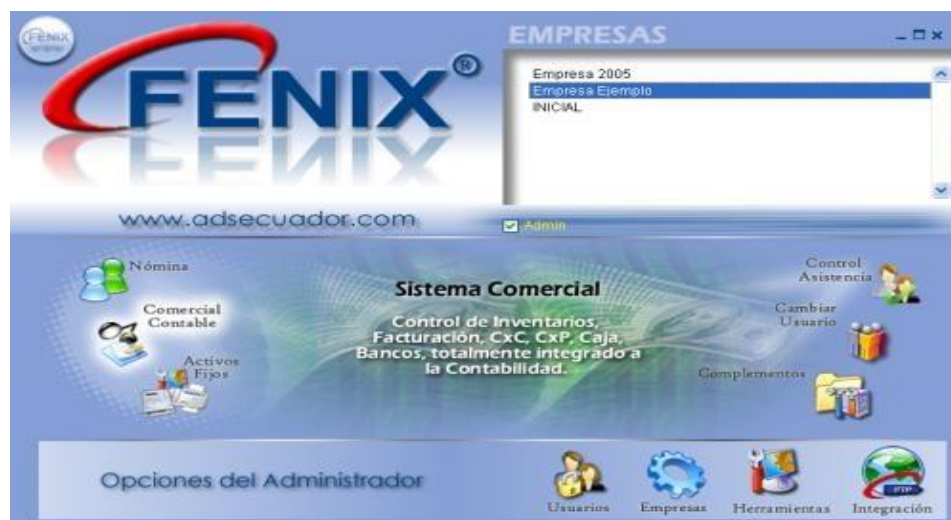 FENIX
EMPRESAS
FENIX®
Empresa 2005
Empresa Ejemplo
INICIAL
www.adsecuador.com
Admin
Nómina
Comercial
Contable
Activos
Fijos
Sistema Comercial
Control de Inventarios,
Facturación, CxC, CxP, Caja,
Bancos, totalmente integrado a
la Contabilidad.
Control
Asistencia
Cambiar
Usuario
Complementos
Opciones del Administrador
Usuarios
Empresas
Herramientas
Integración
FTP